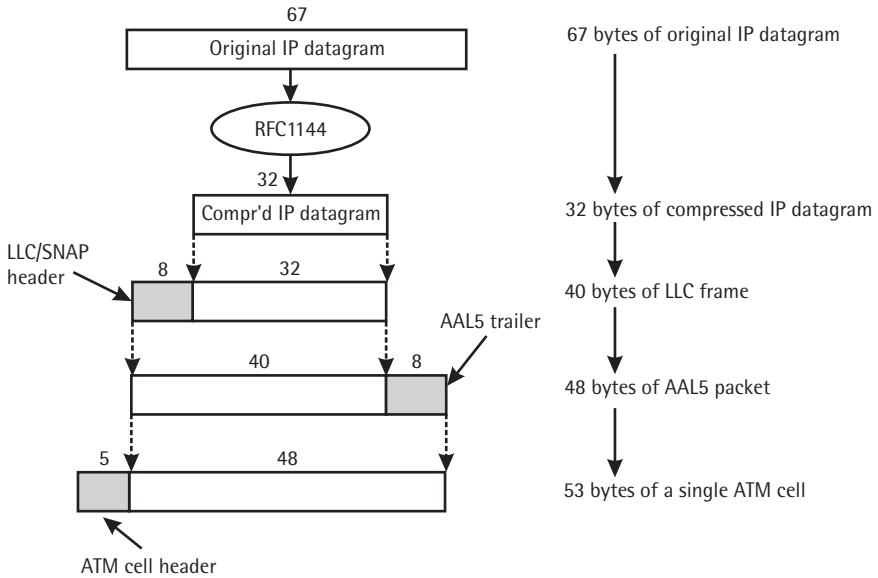 67
Original IP datagram
67 bytes of original IP datagram
RFC1144
32
Compr'd IP datagram
32 bytes of compressed IP datagram
LLC/SNAP
header
8
32
40 bytes of LLC frame
AAL5 trailer
40
8
48 bytes of AAL5 packet
5
48
53 bytes of a single ATM cell
ATM cell header